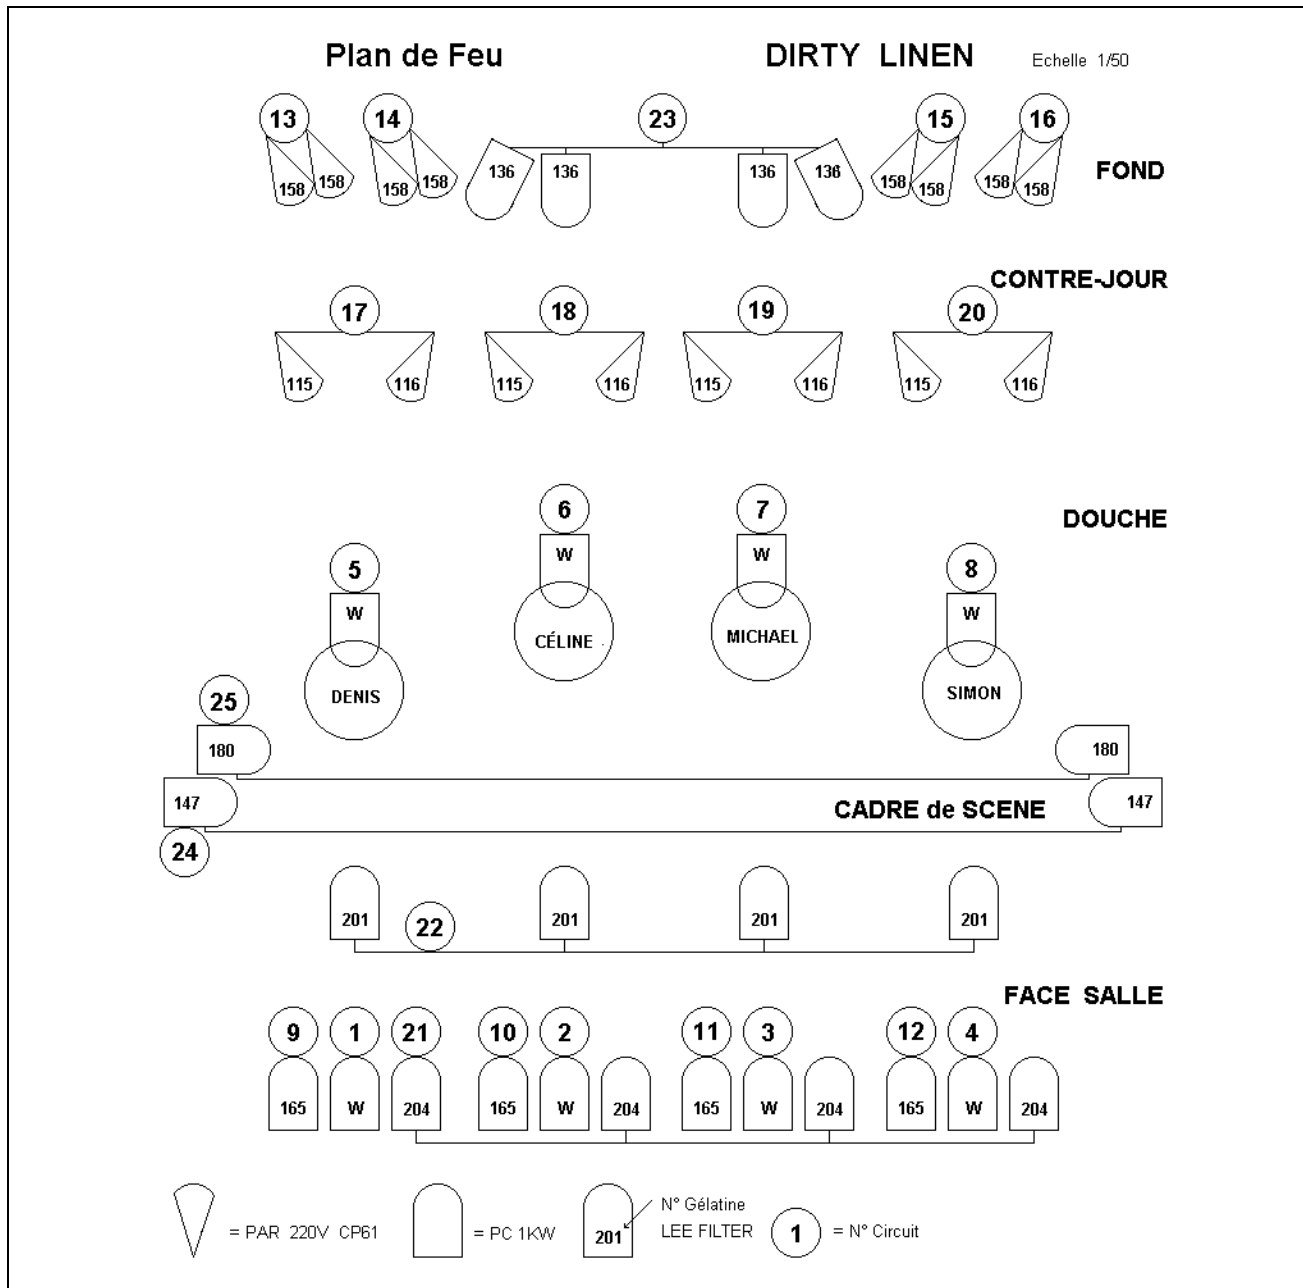 Plan de Feu DIRTY LINEN Echelle 1/50
13 14 23 15 16
158 158 158 158 136 136 136 136 158 158 158 158
FOND
CONTRE-JOUR
17 18 19 20
115 116 115 116 115 116 115 116
6 7
DOUCHE
W W
5 8
W W
CÉLINE MICHAEL
DENIS SIMON
25
180 180
147 CADRE de SCENE 147
24
201 22 201 201 201
FACE SALLE
9 1 21 10 2 11 3 12 4
165 W 204 165 W 204 165 W 204 165 W 204
= PAR 220V CP61 = PC 1KW 201 N° Gélatine
LEE FILTER 1 = N° Circuit